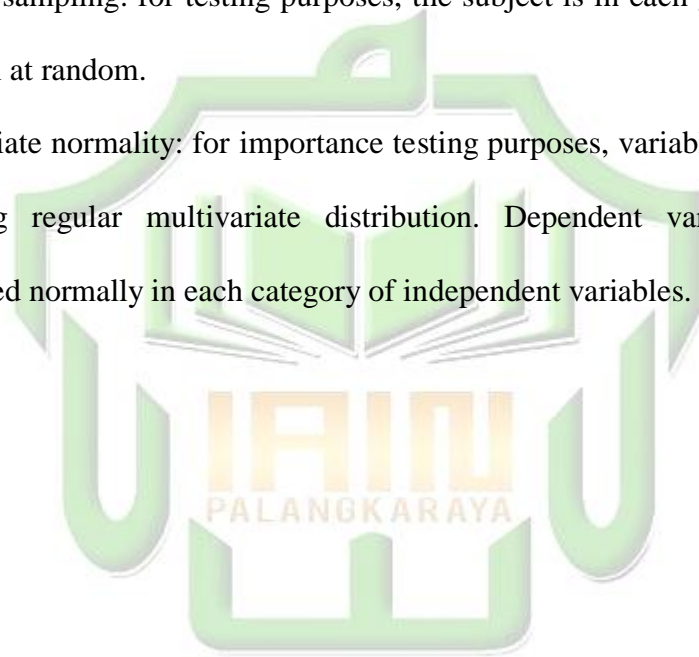 sampling: for testing purposes, the subject is in each
at random.
iate normality: for importance testing purposes, variab
g regular multivariate distribution. Dependent var
ed normally in each category of independent variables.
IAIN
PALANGKARAYA